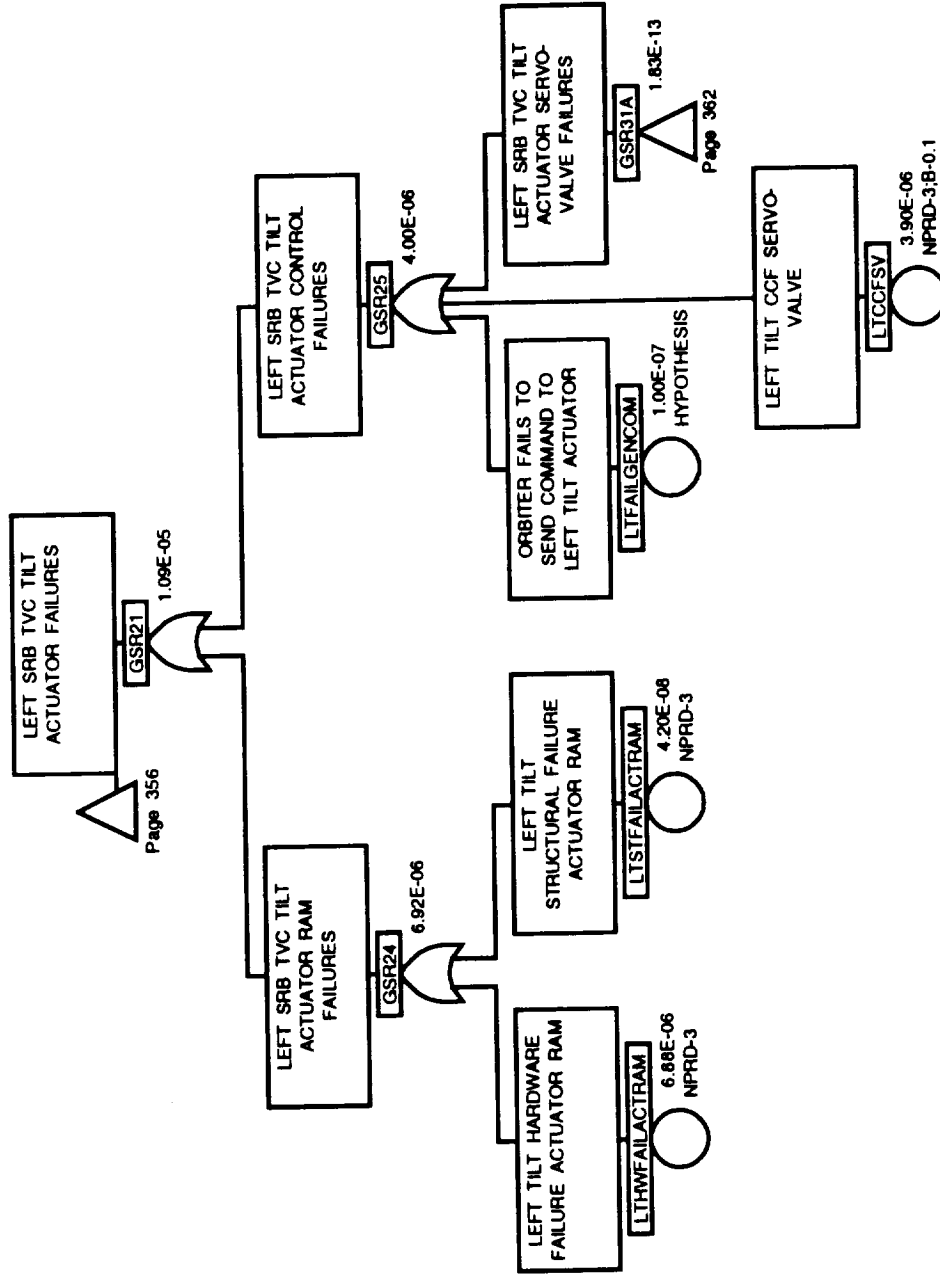 LEFT SRB TVC TILT
ACTUATOR FAILURES
GSR21
1.09E-05
Page 356
LEFT SRB TVC TILT
ACTUATOR RAM
FAILURES
GSR24
6.92E-06
LEFT SRB TVC TILT
ACTUATOR CONTROL
FAILURES
GSR25
4.00E-06
LEFT TILT HARDWARE
FAILURE ACTUATOR RAM
LTHWFAILACTRAM
6.88E-06
NPRD-3
LEFT TILT
STRUCTURAL FAILURE
ACTUATOR RAM
LTSTFAILACTRAM
4.20E-08
NPRD-3
ORBITER FAILS TO
SEND COMMAND TO
LEFT TILT ACTUATOR
LTFAILGENCOM
1.00E-07
HYPOTHESIS
LEFT SRB TVC TILT
ACTUATOR SERVO-
VALVE FAILURES
GSR31A
1.83E-13
Page 362
LEFT TILT CCF SERVO-
VALVE
LTCCFSV
3.90E-06
NPRD-3;B-0.1